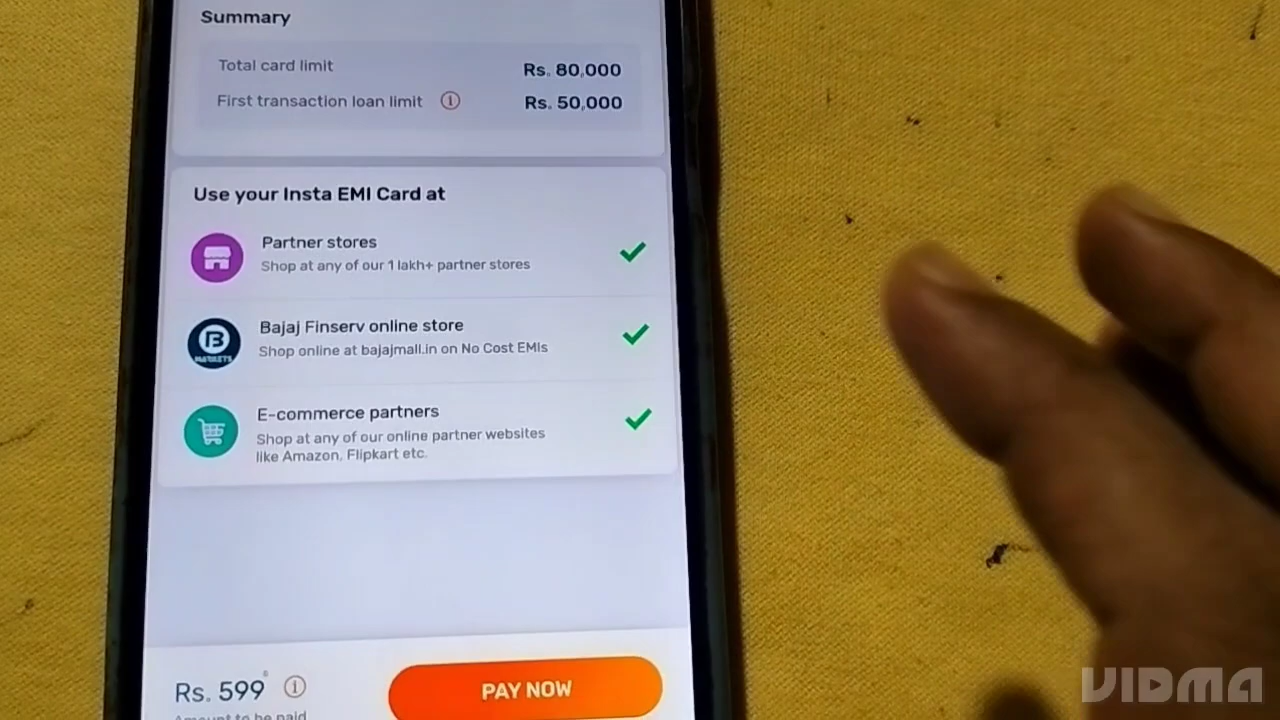 Summary
Total card limit Rs. 80,000
First transaction loan limit Rs. 50,000
Use your Insta EMI Card at
Partner stores
Shop at any of our 1 lakh+ partner stores
Bajaj Finserv online store
Shop online at bajajmall.in on No Cost EMIs
E-commerce partners
Shop at any of our online partner websites
like Amazon, Flipkart etc.
Rs. 599
PAY NOW
Amount to be paid
VIDMA